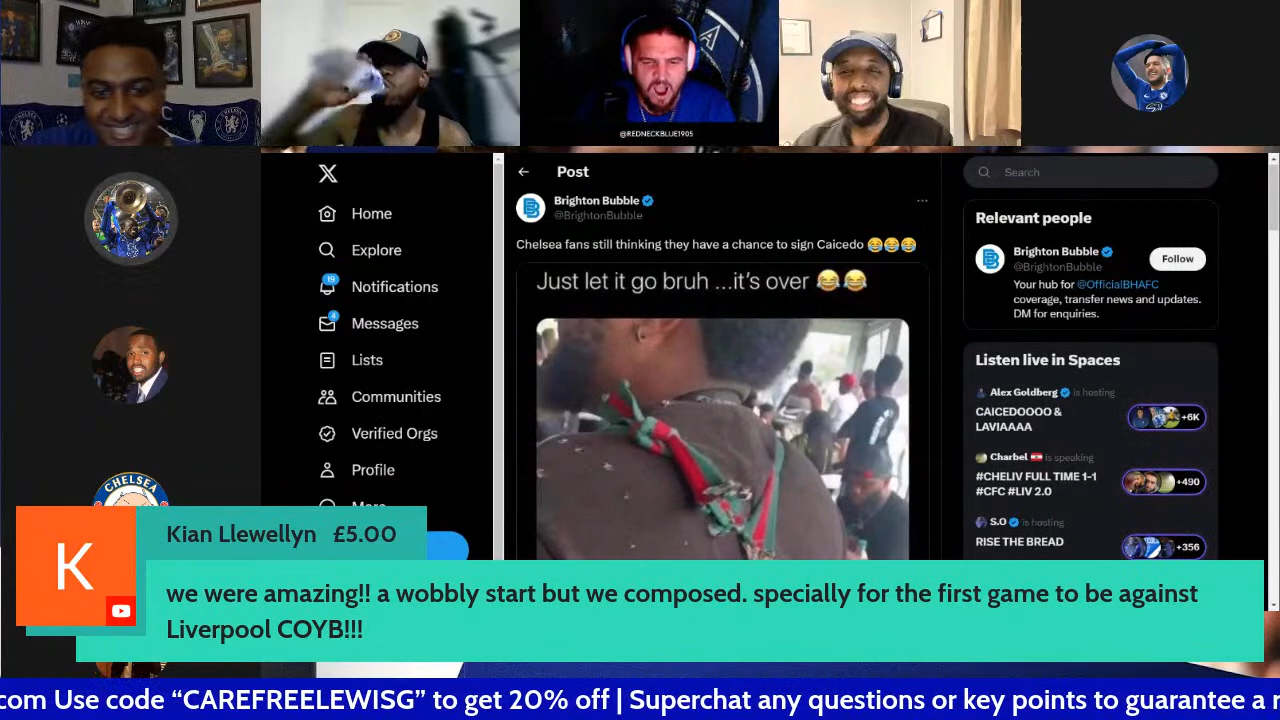 @REDNECKBLUE1905
Home
Explore
19
Notifications
4
Messages
Lists
Communities
Verified Orgs
Profile
More
Post
Brighton Bubble
@BrightonBubble
Chelsea fans still thinking they have a chance to sign Caicedo 😂😂😂
Just let it go bruh ...it's over 😂😂
Search
Relevant people
Brighton Bubble
@BrightonBubble
Follow
Your hub for @OfficialBHAFC
coverage, transfer news and updates.
DM for enquiries.
Listen live in Spaces
Alex Goldberg is hosting
CAICEDOOOO &
LAVIAAAA
+6K
Charbel 🇱🇧 is speaking
#CHELIV FULL TIME 1-1
#CFC #LIV 2.0
+490
S.O is hosting
RISE THE BREAD
+356
CHELSEA
K
Kian Llewellyn £5.00
we were amazing!! a wobbly start but we composed. specially for the first game to be against
Liverpool COYB!!!
com Use code “CAREFREELEWISG” to get 20% off | Superchat any questions or key points to guarantee a